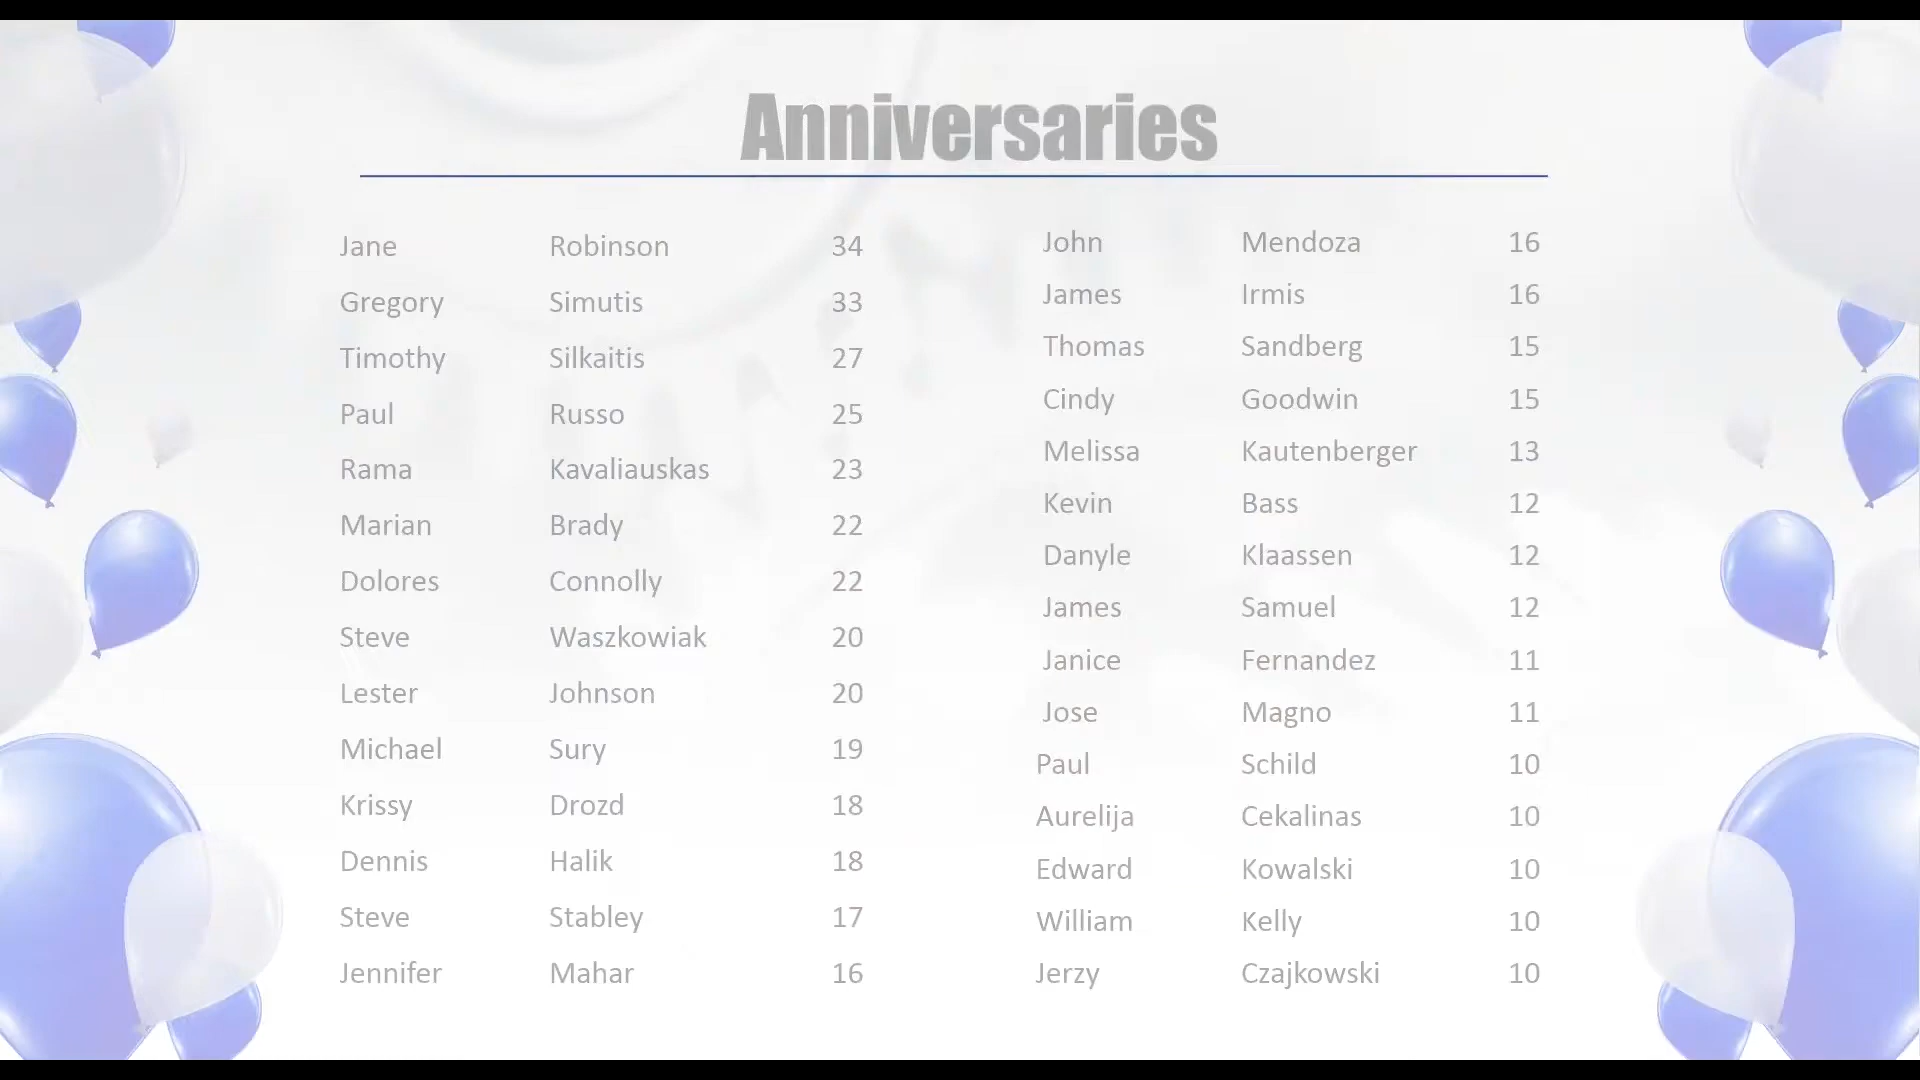 Anniversaries
Jane Robinson 34
Gregory Simutis 33
Timothy Silkaitis 27
Paul Russo 25
Rama Kavaliauskas 23
Marian Brady 22
Dolores Connolly 22
Steve Waszkowiak 20
Lester Johnson 20
Michael Sury 19
Krissy Drozd 18
Dennis Halik 18
Steve Stabley 17
Jennifer Mahar 16
John Mendoza 16
James Irmis 16
Thomas Sandberg 15
Cindy Goodwin 15
Melissa Kautenberger 13
Kevin Bass 12
Danyle Klaassen 12
James Samuel 12
Janice Fernandez 11
Jose Magno 11
Paul Schild 10
Aurelija Cekalinas 10
Edward Kowalski 10
William Kelly 10
Jerzy Czajkowski 10